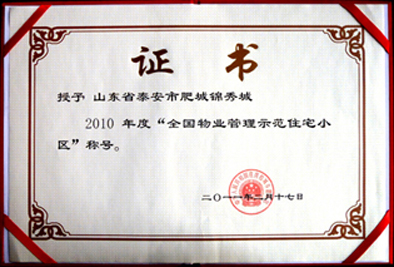 证书
授予 山东省泰安市肥城锦秀城
2010 年度“全国物业管理示范住宅小
区”称号。
二〇一一年二月十七日